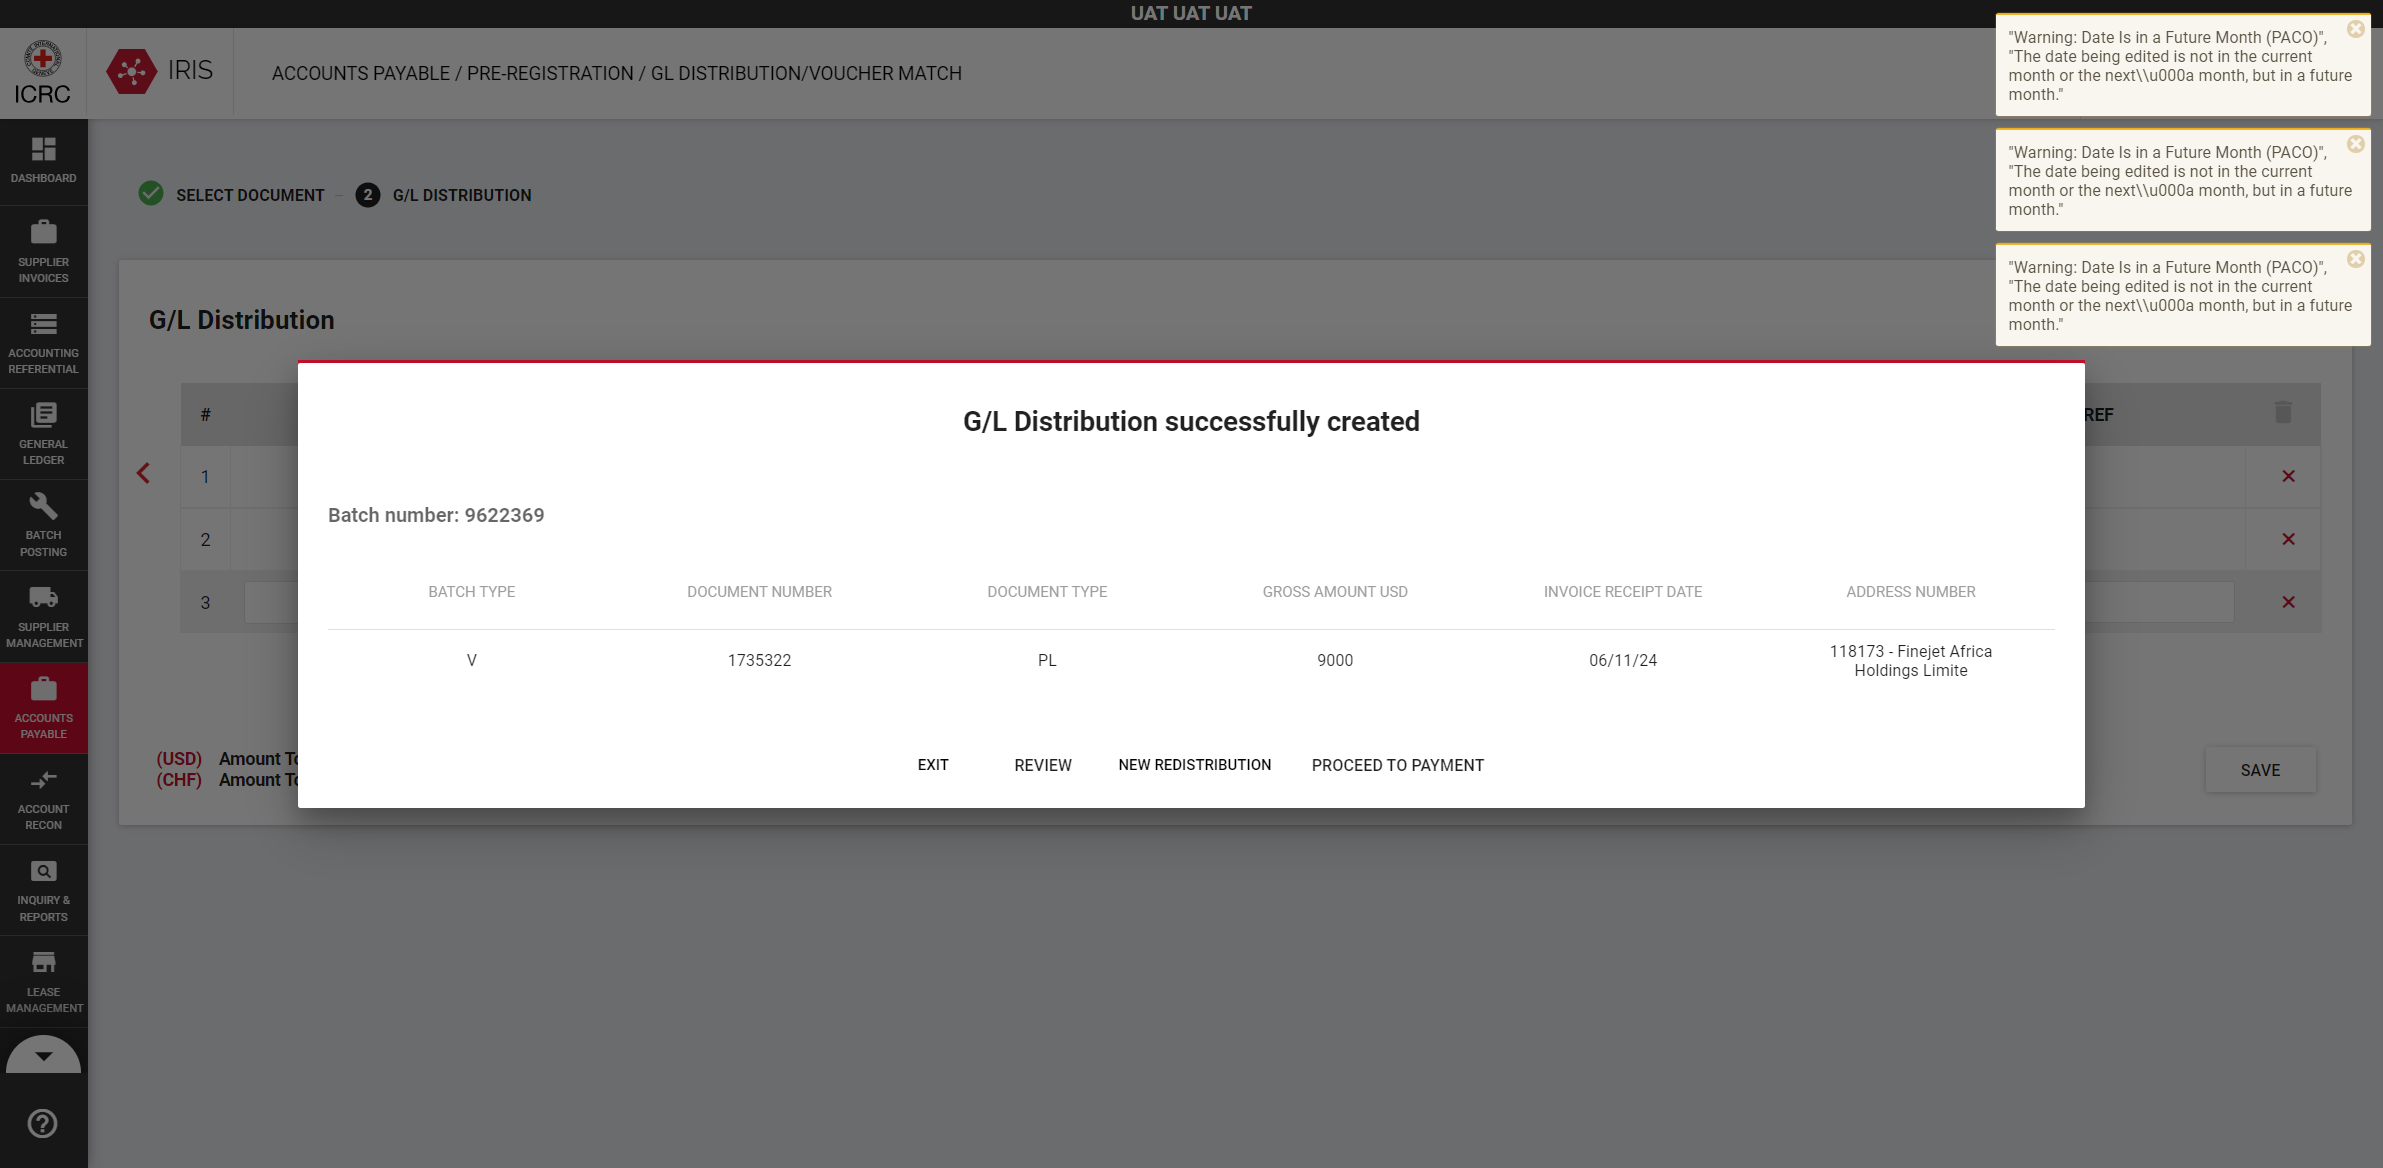 UAT UAT UAT
ICRC
IRIS
ACCOUNTS PAYABLE / PRE-REGISTRATION / GL DISTRIBUTION/VOUCHER MATCH
"Warning: Date Is in a Future Month (PACO)",
"The date being edited is not in the current
month or the next\\u000a month, but in a future
month."
"Warning: Date Is in a Future Month (PACO)",
"The date being edited is not in the current
month or the next\\u000a month, but in a future
month."
"Warning: Date Is in a Future Month (PACO)",
"The date being edited is not in the current
month or the next\\u000a month, but in a future
month."
DASHBOARD
SUPPLIER
INVOICES
ACCOUNTING
REFERENTIAL
GENERAL
LEDGER
BATCH
POSTING
SUPPLIER
MANAGEMENT
ACCOUNTS
PAYABLE
ACCOUNT
RECON
INQUIRY &
REPORTS
LEASE
MANAGEMENT
SELECT DOCUMENT
2 G/L DISTRIBUTION
G/L Distribution
# REF
1
2
3
G/L Distribution successfully created
Batch number: 9622369
BATCH TYPE DOCUMENT NUMBER DOCUMENT TYPE GROSS AMOUNT USD INVOICE RECEIPT DATE ADDRESS NUMBER
V 1735322 PL 9000 06/11/24 118173 - Finejet Africa
Holdings Limite
EXIT REVIEW NEW REDISTRIBUTION PROCEED TO PAYMENT
(USD) Amount
(CHF) Amount
SAVE